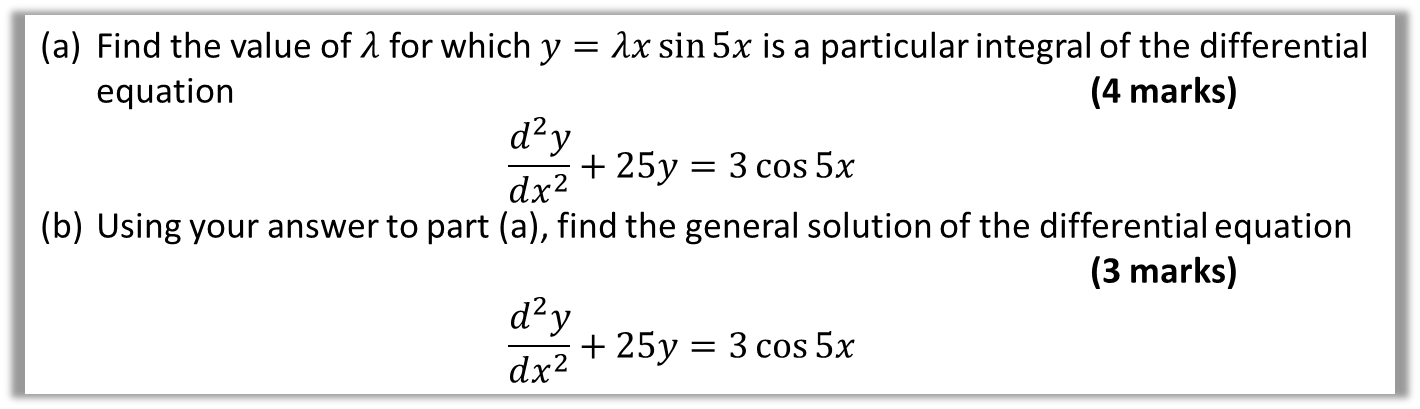 (a) Find the value of 𝜆 for which 𝑦 = 𝜆𝑥 sin 5𝑥 is a particular integral of the differential
equation (4 marks)
𝑑²𝑦/𝑑𝑥² + 25𝑦 = 3 cos 5𝑥
(b) Using your answer to part (a), find the general solution of the differential equation
(3 marks)
𝑑²𝑦/𝑑𝑥² + 25𝑦 = 3 cos 5𝑥